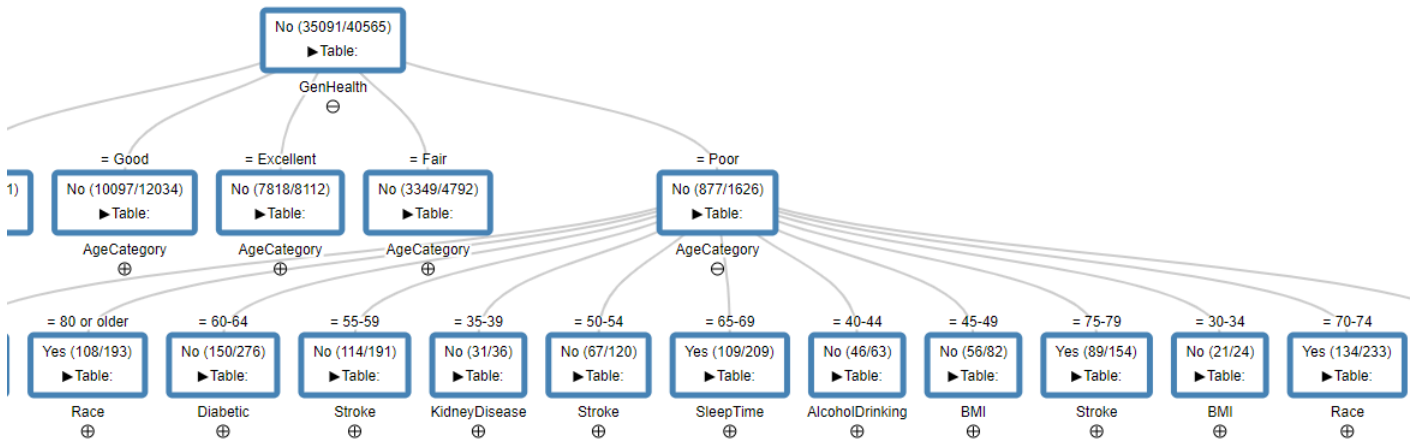 No (35091/40565)
▶ Table:
GenHealth
⊖
= Good
= Excellent
= Fair
= Poor
1)
No (10097/12034)
▶ Table:
No (7818/8112)
▶ Table:
No (3349/4792)
▶ Table:
No (877/1626)
▶ Table:
AgeCategory
⊕
AgeCategory
⊕
AgeCategory
⊕
AgeCategory
⊖
= 80 or older
Yes (108/193)
▶ Table:
Race
⊕
= 60-64
No (150/276)
▶ Table:
Diabetic
⊕
= 55-59
No (114/191)
▶ Table:
Stroke
⊕
= 35-39
No (31/36)
▶ Table:
KidneyDisease
⊕
= 50-54
No (67/120)
▶ Table:
Stroke
⊕
= 65-69
Yes (109/209)
▶ Table:
SleepTime
⊕
= 40-44
No (46/63)
▶ Table:
AlcoholDrinking
⊕
= 45-49
No (56/82)
▶ Table:
BMI
⊕
= 75-79
Yes (89/154)
▶ Table:
Stroke
⊕
= 30-34
No (21/24)
▶ Table:
BMI
⊕
= 70-74
Yes (134/233)
▶ Table:
Race
⊕